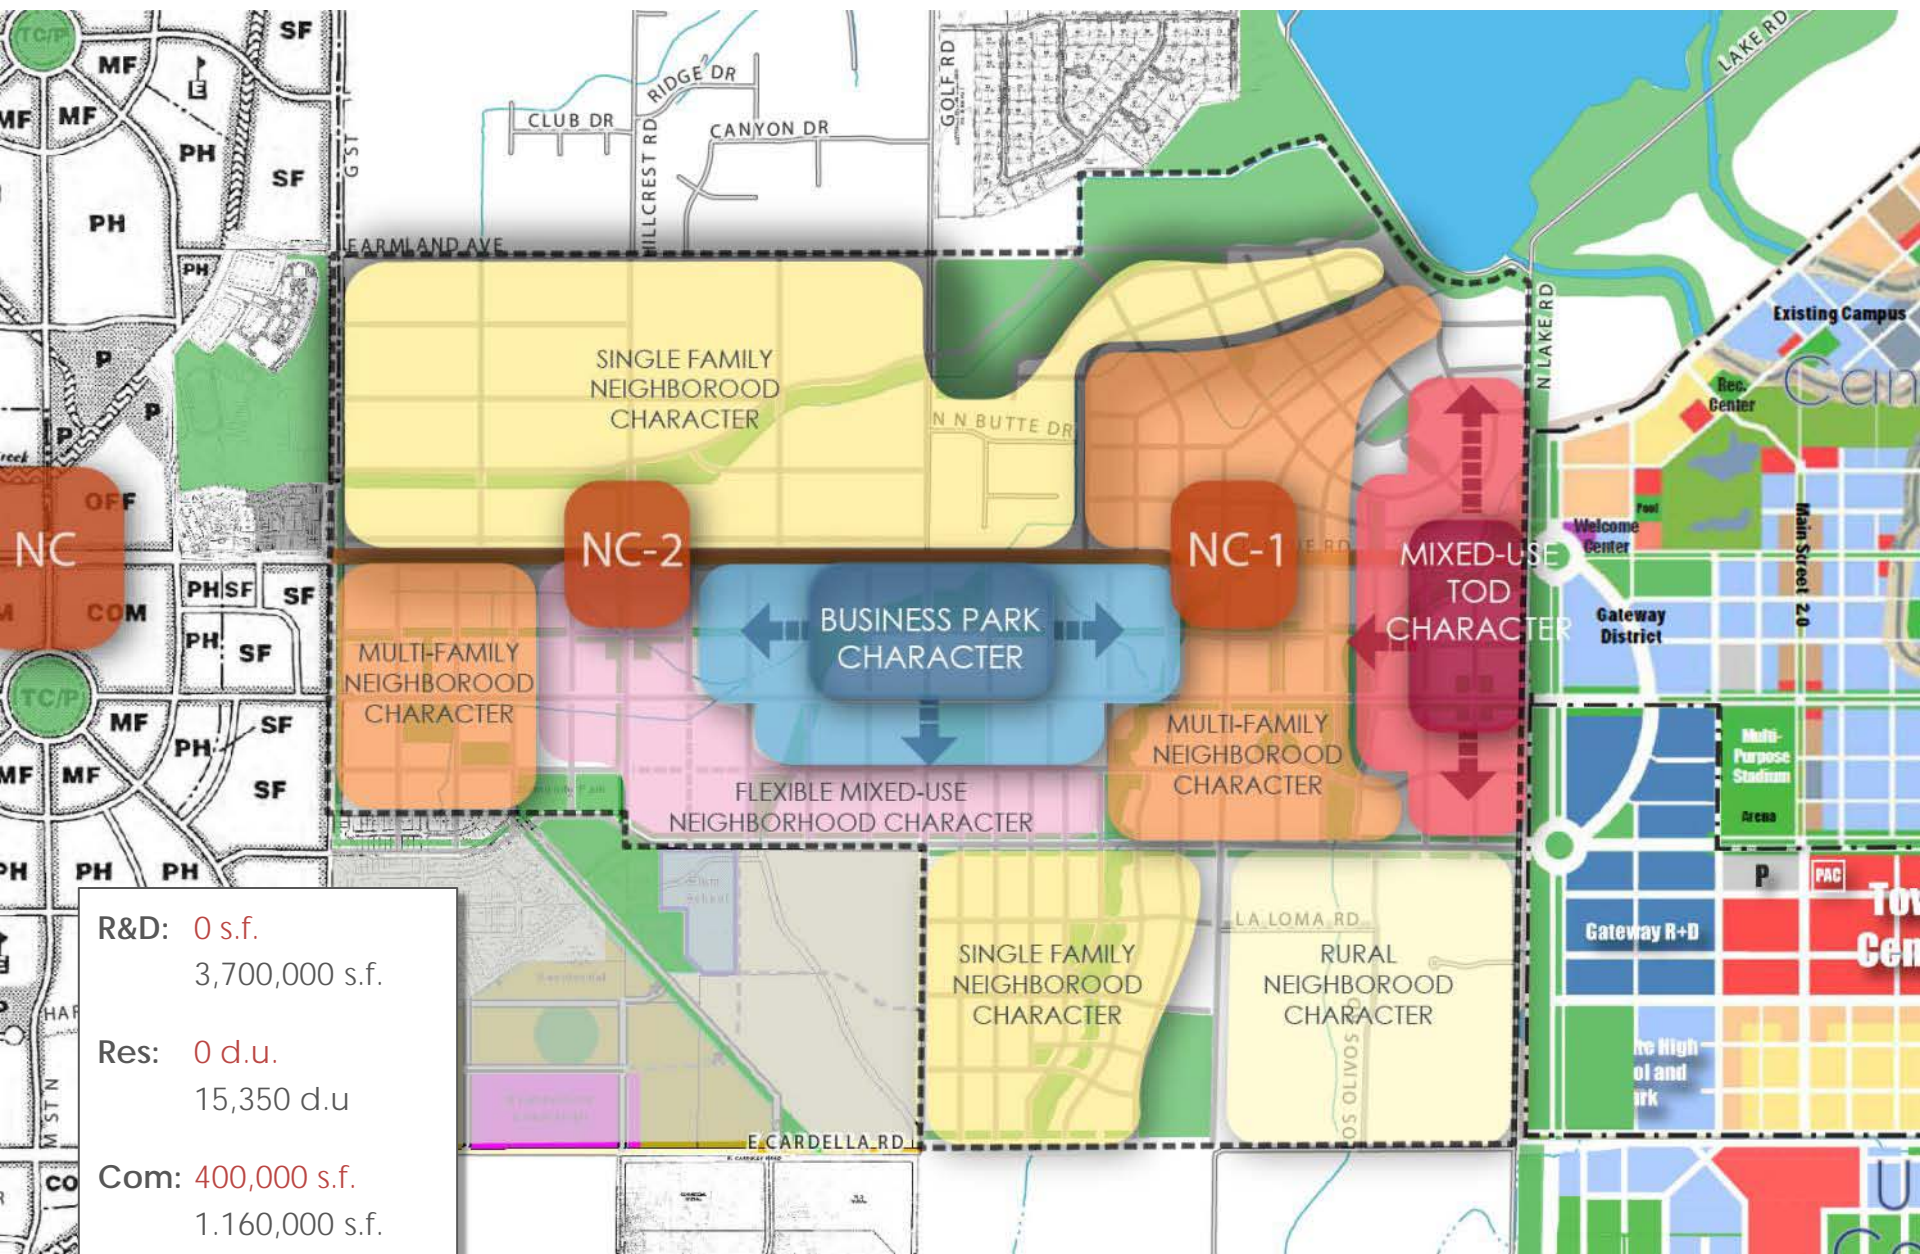 TC/P
SF
MF
E
MF
MF
PH
SF
PH
PH
P
P
P
OFF
NC
COM
PH
SF
SF
PH
SF
TC/P
MF
PH
SF
MF
MF
SF
PH
PH
PH
G ST
CLUB DR
RIDGE DR
CANYON DR
HILLCREST RD
GOLF RD
LAKE RD
FARMLAND AVE
N LAKE RD
SINGLE FAMILY
NEIGHBOROOD
CHARACTER
N N BUTTE DR
NC-2
NC-1
E RD
BUSINESS PARK
CHARACTER
MIXED-USE
TOD
CHARACTER
MULTI-FAMILY
NEIGHBOROOD
CHARACTER
MULTI-FAMILY
NEIGHBOROOD
CHARACTER
FLEXIBLE MIXED-USE
NEIGHBORHOOD CHARACTER
SINGLE FAMILY
NEIGHBOROOD
CHARACTER
LA LOMA RD
RURAL
NEIGHBOROOD
CHARACTER
OS OLIVOS
E CARDELLA RD
Existing Campus
Rec.
Center
Pool
Welcome
Center
Main Street 2.0
Gateway
District
Multi-
Purpose
Stadium
Arena
P
PAC
Gateway R+D
M ST N
CO
R&D: 0 s.f.
3,700,000 s.f.
Res: 0 d.u.
15,350 d.u
Com: 400,000 s.f.
1.160,000 s.f.